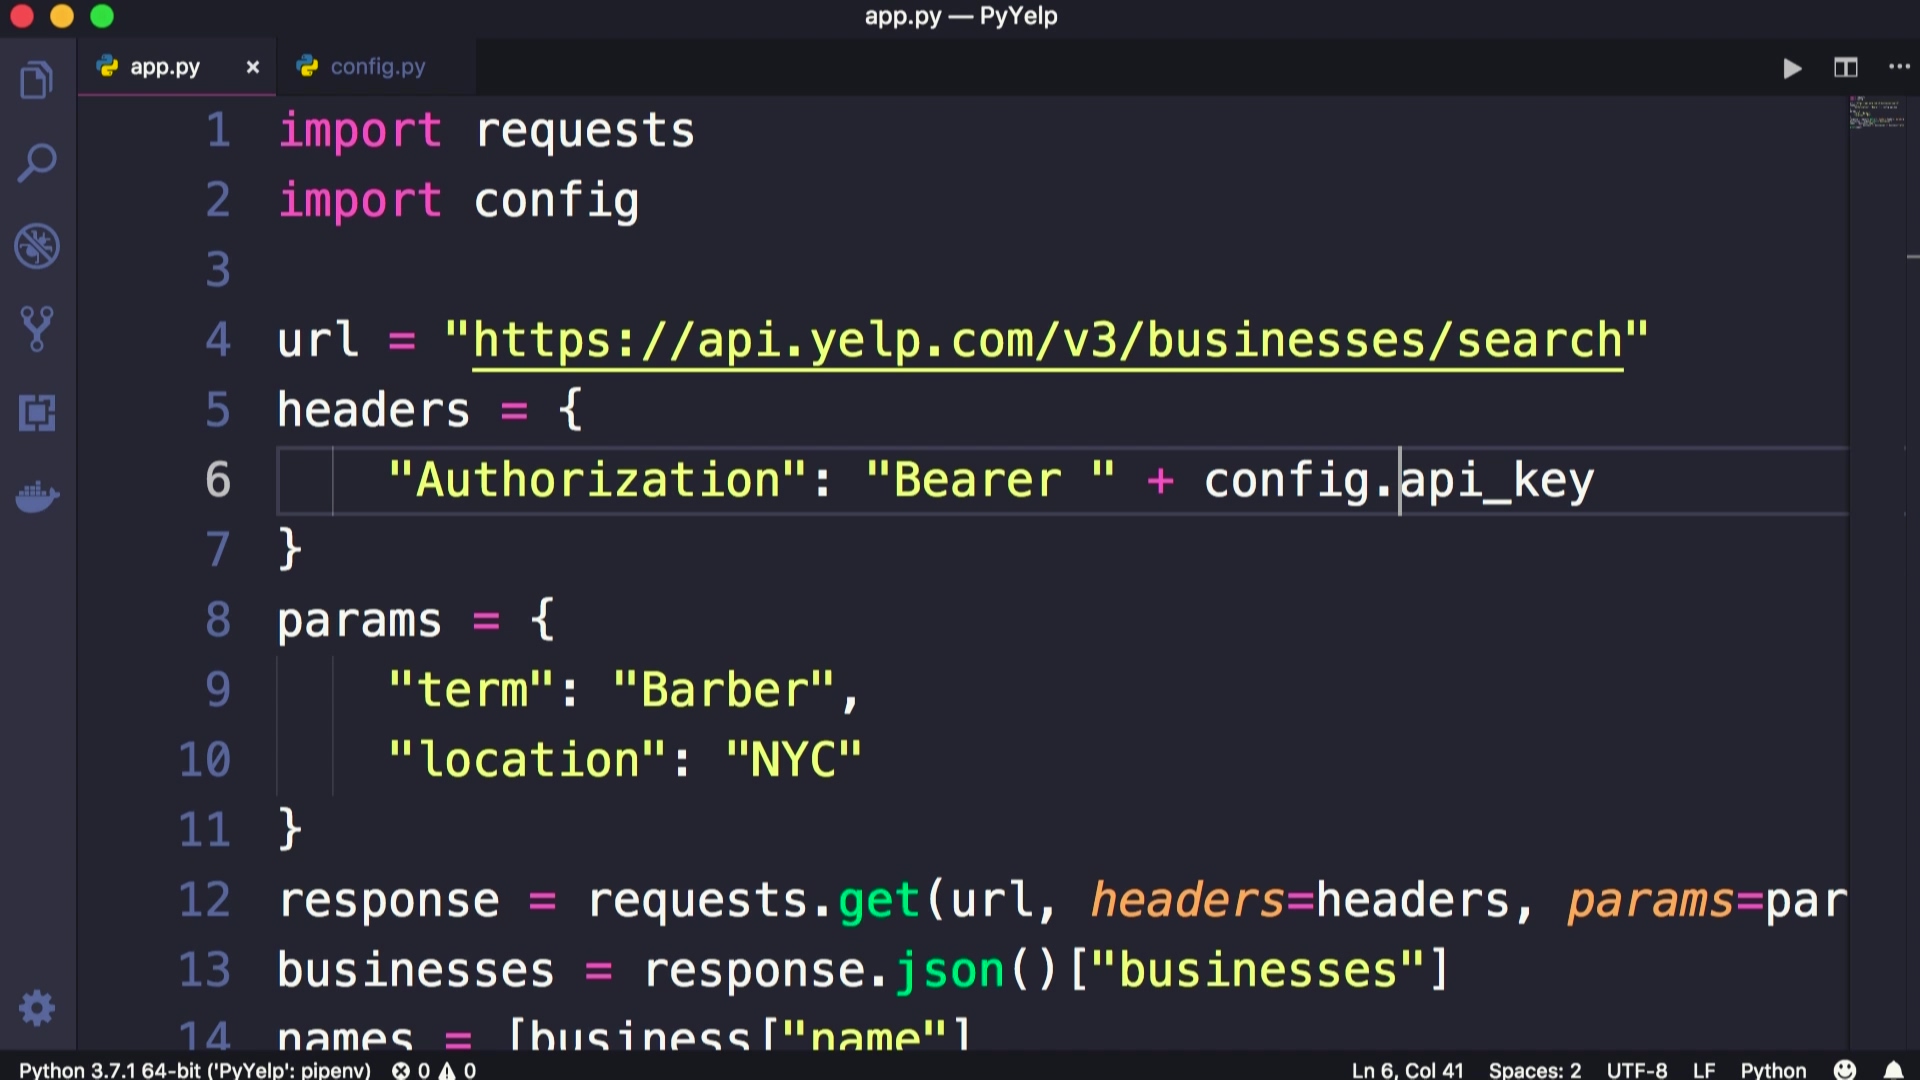 app.py — PyYelp
app.py × config.py
1 import requests
2 import config
3
4 url = "https://api.yelp.com/v3/businesses/search"
5 headers = {
6 "Authorization": "Bearer " + config.api_key
7 }
8 params = {
9 "term": "Barber",
10 "location": "NYC"
11 }
12 response = requests.get(url, headers=headers, params=par
13 businesses = response.json()["businesses"]
14 names = [business["name"]
Python 3.7.1 64-bit ('PyYelp': pipenv) 0 0 Ln 6, Col 41 Spaces: 2 UTF-8 LF Python